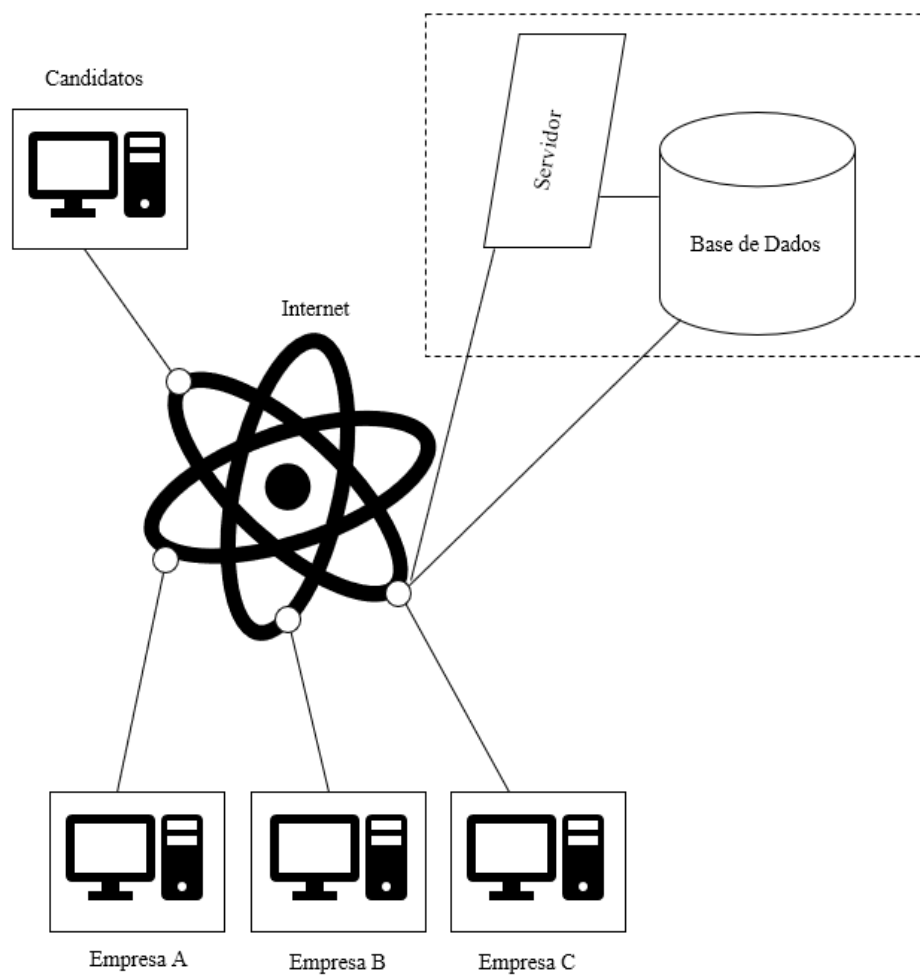 Candidatos
Servidor
Base de Dados
Internet
Empresa A
Empresa B
Empresa C